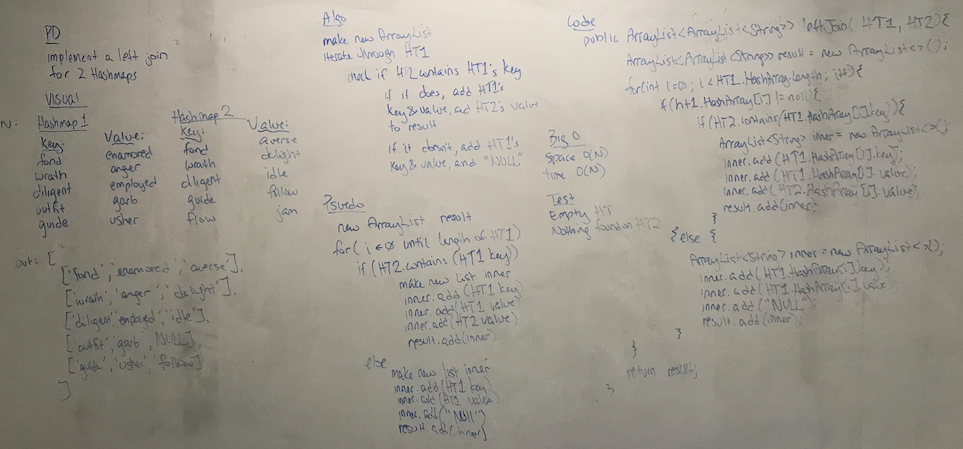 PD
implement a left join
for 2 Hashmaps
Visual
Hashmap 1
Key: Value:
fond enamored
wrath anger
diligent employed
outfit garb
guide usher
Hashmap 2
Key: Value:
fond averse
wrath delight
diligent idle
guide follow
flow jam
out: [
['fond', 'enamored', 'averse'],
['wrath', 'anger', 'delight'],
['diligent', 'employed', 'idle'],
['outfit', 'garb', NULL],
['guide', 'usher', 'follow']
]
Algo
make new ArrayList
iterate through HT1
check if HT2 contains HT1's key
if it does, add HT1's
key & value, ad HT2's value
to result
if it doesn't, add HT1's
Key & value, and "NULL"
Psuedo
new ArrayList result
for( i ← 0 until length of HT1)
if (HT2.contains (HT1 key))
make new list inner
inner.add (HT1 key)
inner.add(HT1 value)
inner.add(HT2 value)
result.add(inner)
else
make new list inner
inner.add (HT1 key)
inner.add (HT1 value)
inner.add("Null")
result.add(inner)
Big O
Space O(N)
time O(N)
Test
Empty HT
Nothing found on HT2
Code
public ArrayList<ArrayList<String>> leftJoin( HT1, HT2){
ArrayList<ArrayList<String>> result = new ArrayList<>();
for(int i=0; i<HT1.HashArray.length; i++){
if(ht1.HashArray[i] != null){
if(HT2.contains(HT1.HashArray[i].key)){
ArrayList<String> inner = new ArrayList<>();
inner.add (HT1.HashArray[i].key);
inner.add (HT1.HashArray[i].value);
inner.add (HT2.HashArray[i].value);
result.add(inner);
}
} else {
ArrayList<String> inner = new ArrayList<>();
inner.add (HT1.HashArray[i].key);
inner.add (HT1.HashArray[i].value);
inner.add ("NULL");
result.add(inner);
}
}
return result;
}